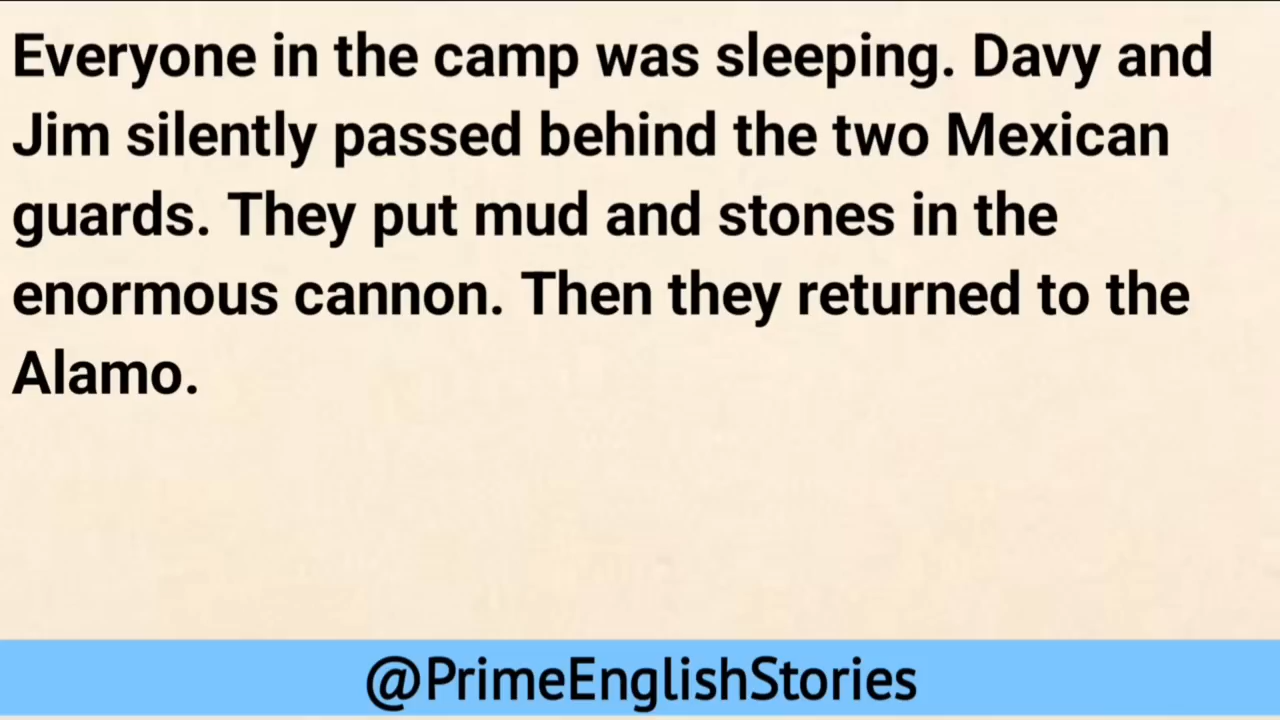 Everyone in the camp was sleeping. Davy and
Jim silently passed behind the two Mexican
guards. They put mud and stones in the
enormous cannon. Then they returned to the
Alamo.
@PrimeEnglishStories